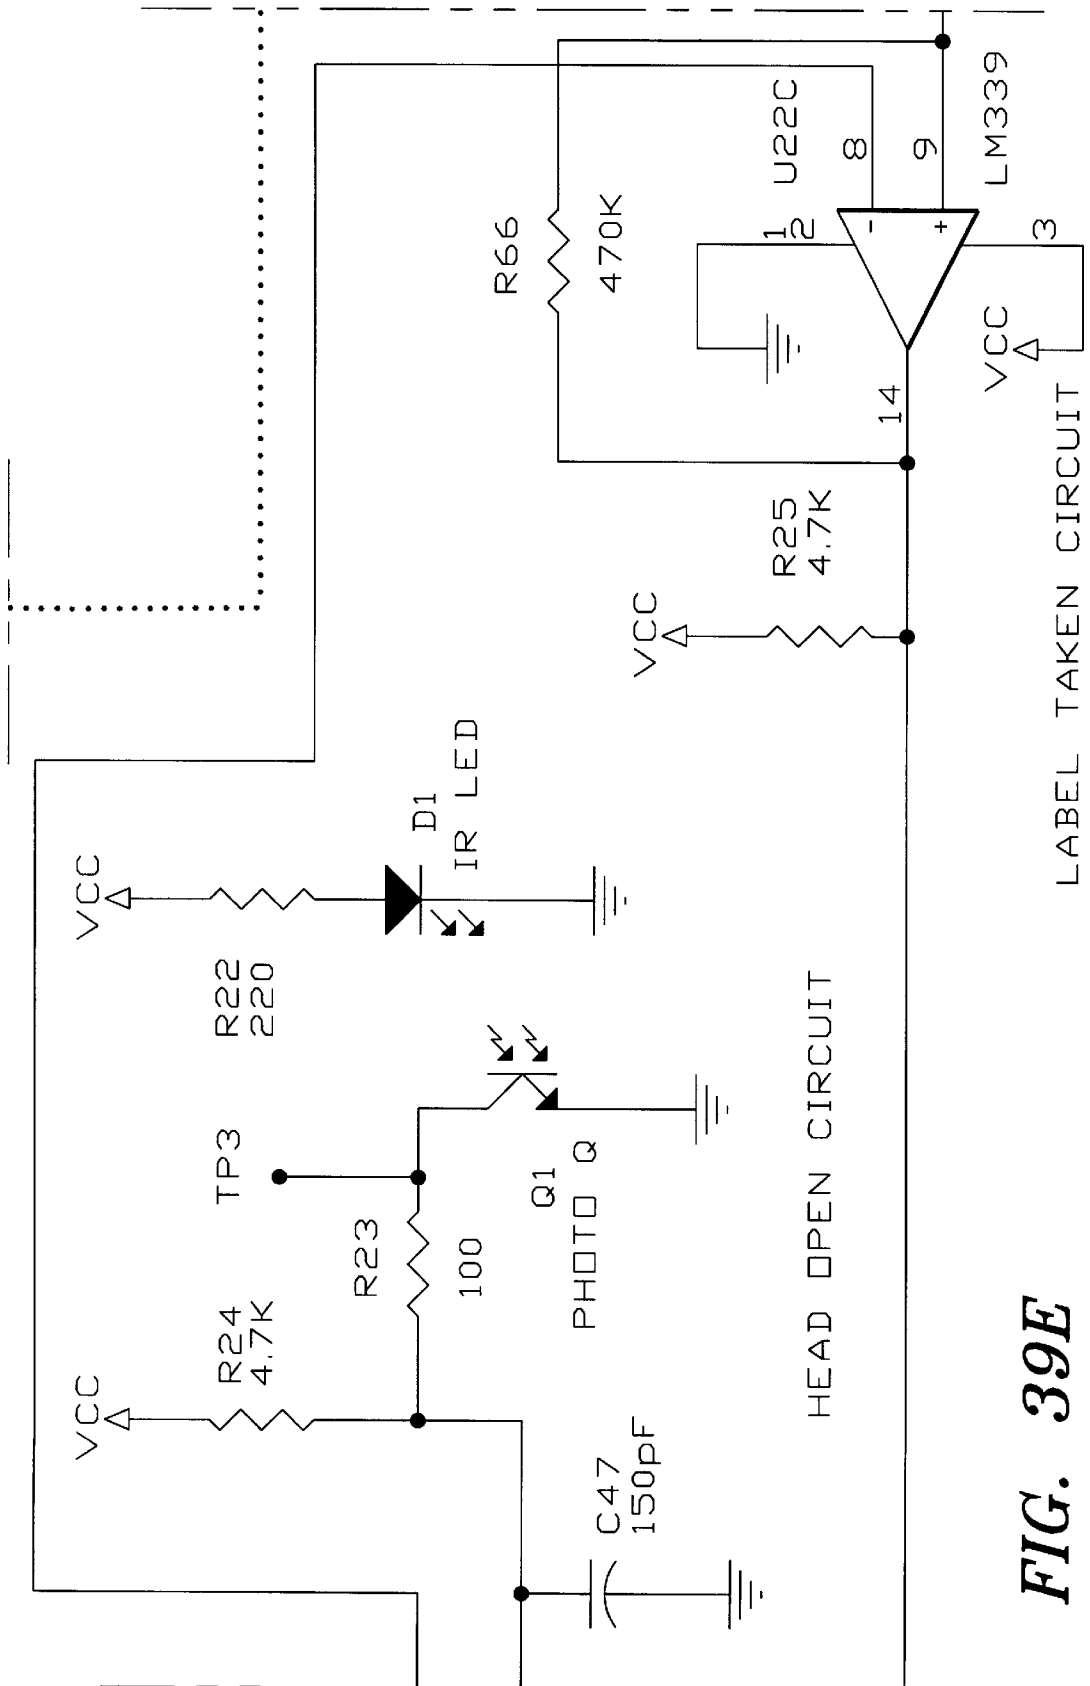 VCC
R24
4.7K
R23
100
TP3
VCC
R22
220
D1
IR LED
Q1
PHOTO Q
C47
150pF
HEAD OPEN CIRCUIT
VCC
R25
4.7K
R66
470K
U22C
8
9
12
3
14
-
+
LM339
VCC
LABEL TAKEN CIRCUIT
FIG. 39E